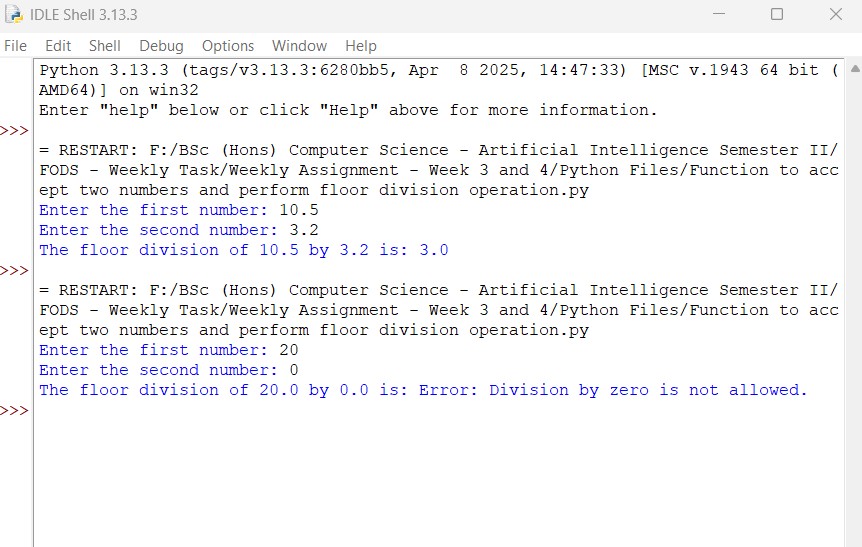 IDLE Shell 3.13.3
File Edit Shell Debug Options Window Help
Python 3.13.3 (tags/v3.13.3:6280bb5, Apr  8 2025, 14:47:33) [MSC v.1943 64 bit (
AMD64)] on win32
Enter "help" below or click "Help" above for more information.
>>>
= RESTART: F:/BSc (Hons) Computer Science - Artificial Intelligence Semester II/
FODS - Weekly Task/Weekly Assignment - Week 3 and 4/Python Files/Function to acc
ept two numbers and perform floor division operation.py
Enter the first number: 10.5
Enter the second number: 3.2
The floor division of 10.5 by 3.2 is: 3.0
>>>
= RESTART: F:/BSc (Hons) Computer Science - Artificial Intelligence Semester II/
FODS - Weekly Task/Weekly Assignment - Week 3 and 4/Python Files/Function to acc
ept two numbers and perform floor division operation.py
Enter the first number: 20
Enter the second number: 0
The floor division of 20.0 by 0.0 is: Error: Division by zero is not allowed.
>>>